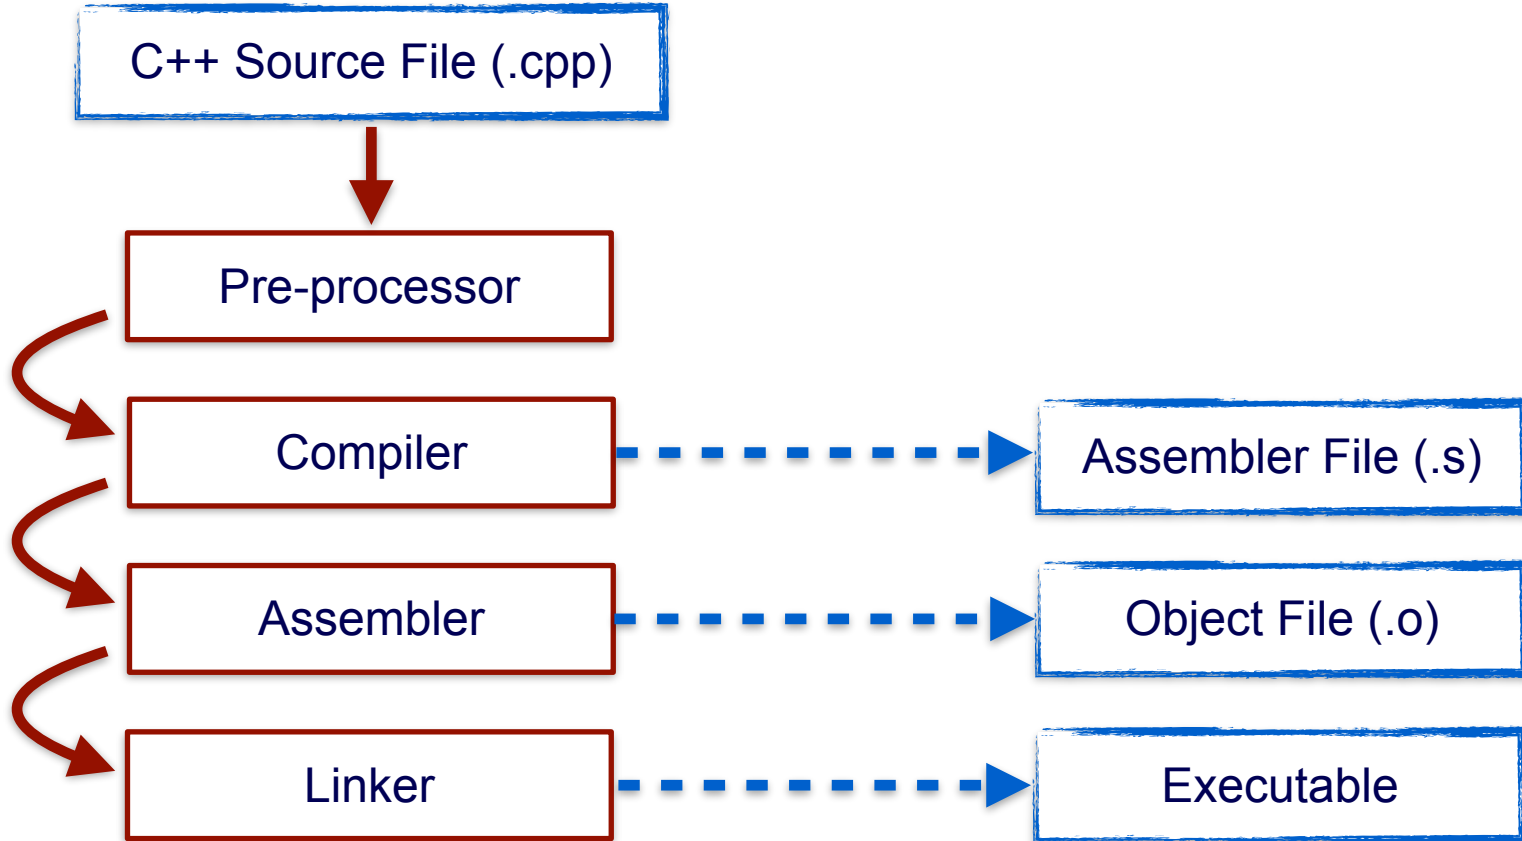 C++ Source File (.cpp)
Pre-processor
Compiler
Assembler File (.s)
Assembler
Object File (.o)
Linker
Executable